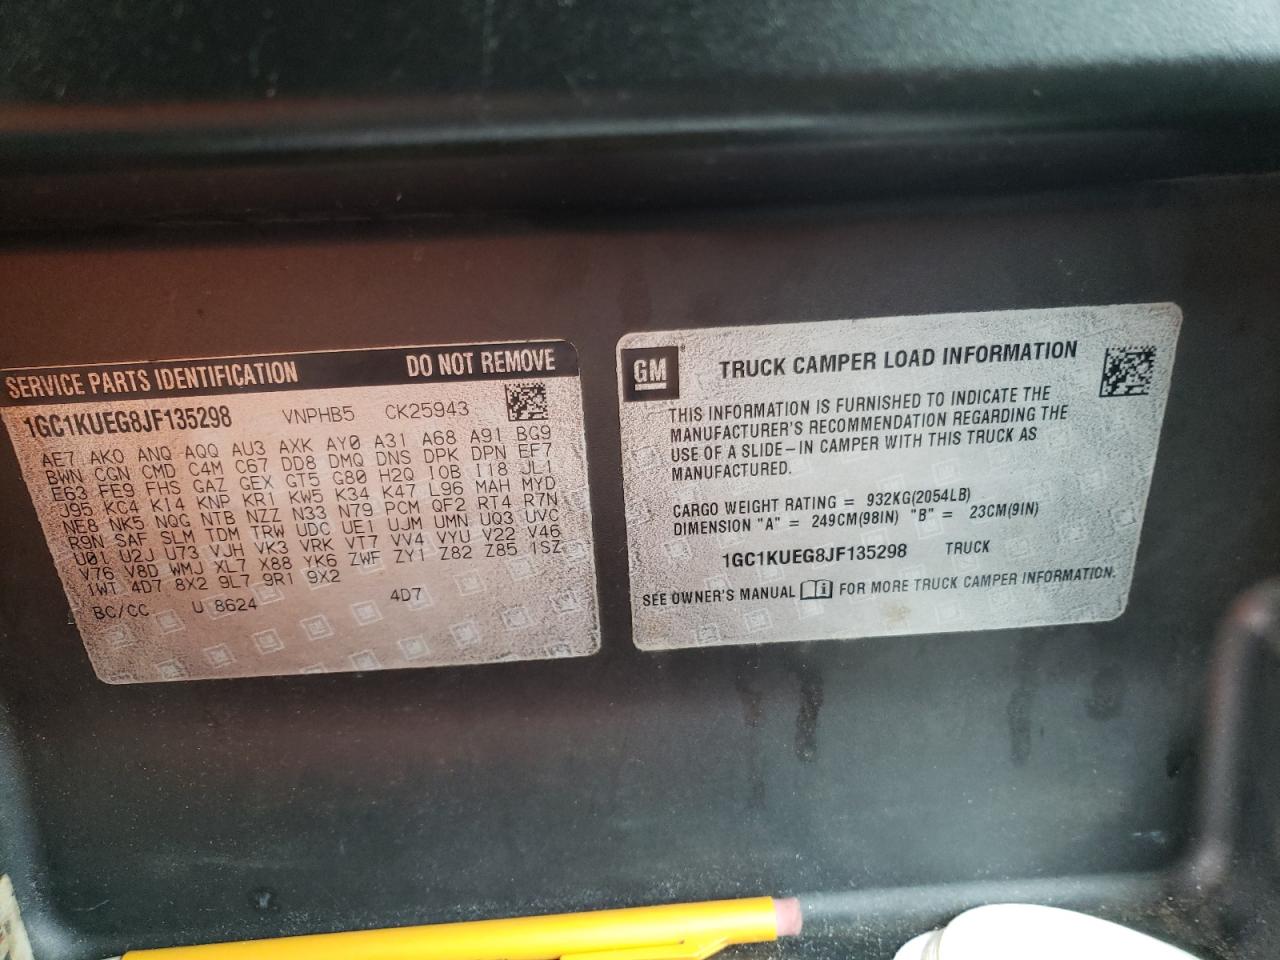 SERVICE PARTS IDENTIFICATION DO NOT REMOVE
1GC1KUEG8JF135298 VNPHB5 CK25943
AE7 AKO ANQ AQQ AU3 AXK AY0 A31 A68 A91 BG9
BWN CGN CMD C4M C67 DD8 DMQ DNS DPK DPN EF7
E63 FE9 FHS GAZ GEX GT5 G80 H2Q IOB I18 JL1
J95 KC4 K14 KNP KR1 KW5 K34 K47 L96 MAH MYD
NE8 NK5 NQG NTB NZZ N33 N79 PCM QF2 RT4 R7N
R9N SAF SLM TDM TRW UDC UE1 UJM UMN UQ3 UVC
U01 U2J U73 VJH VK3 VRK VT7 VV4 VYU V22 V46
V76 V8D WMJ XL7 X88 YK6 ZWF ZY1 Z82 Z85 1SZ
1WT 4D7 8X2 9L7 9R1 9X2
BC/CC U 8624 4D7
GM
TRUCK CAMPER LOAD INFORMATION
THIS INFORMATION IS FURNISHED TO INDICATE THE
MANUFACTURER'S RECOMMENDATION REGARDING THE
USE OF A SLIDE-IN CAMPER WITH THIS TRUCK AS
MANUFACTURED.
CARGO WEIGHT RATING = 932KG(2054LB)
DIMENSION "A" = 249CM(98IN) "B" = 23CM(9IN)
1GC1KUEG8JF135298 TRUCK
SEE OWNER'S MANUAL FOR MORE TRUCK CAMPER INFORMATION.